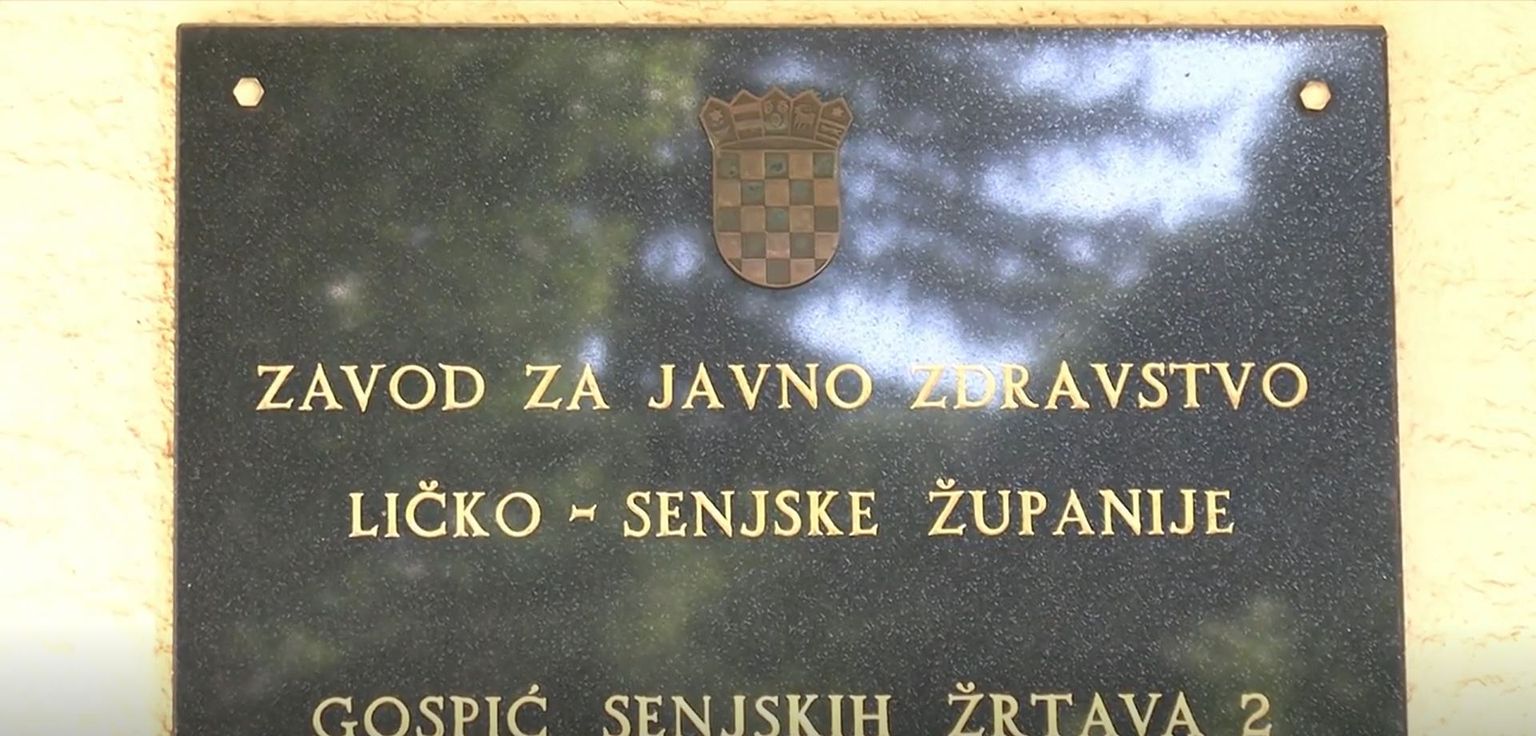 ZAVOD ZA JAVNO ZDRAVSTVO
LIČKO - SENJSKE ŽUPANIJE
GOSPIĆ SENJSKIH ŽRTAVA 2